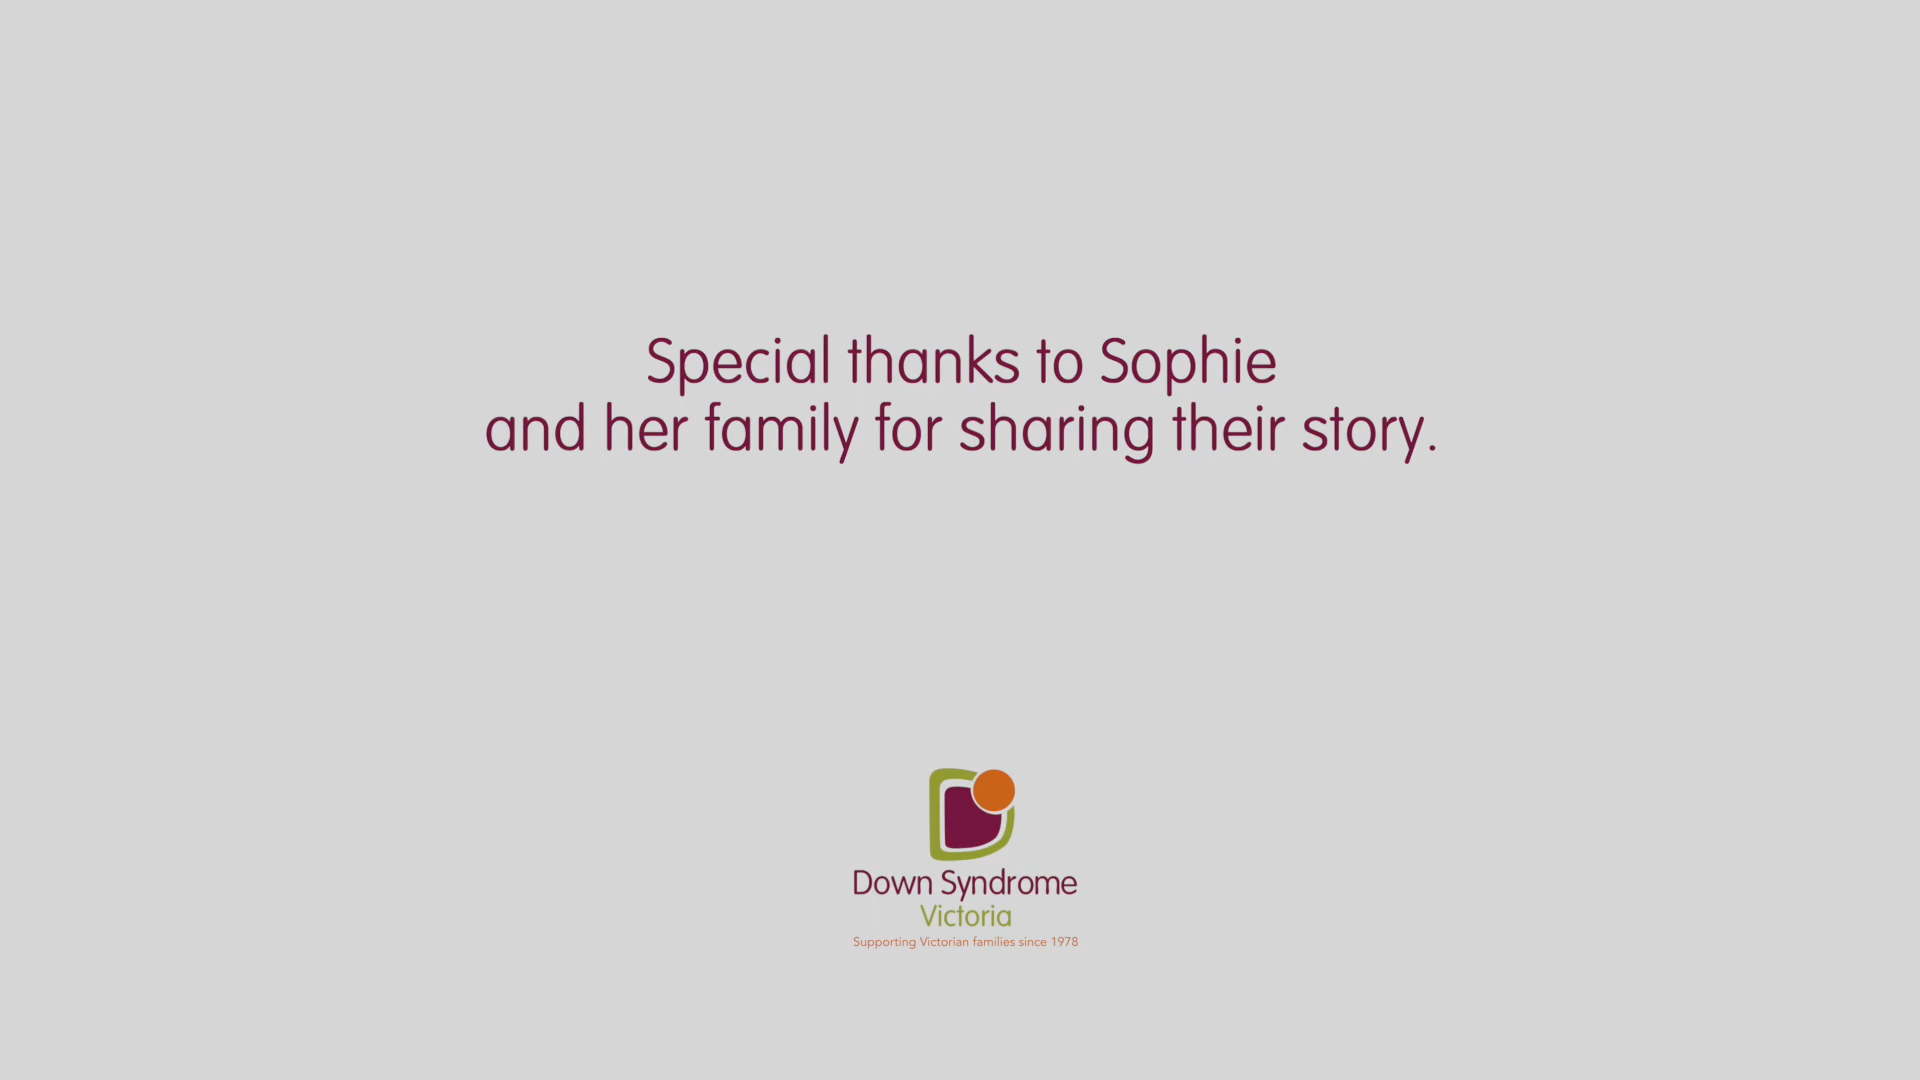 Special thanks to Sophie
and her family for sharing their story.
Down Syndrome
Victoria
Supporting Victorian families since 1978